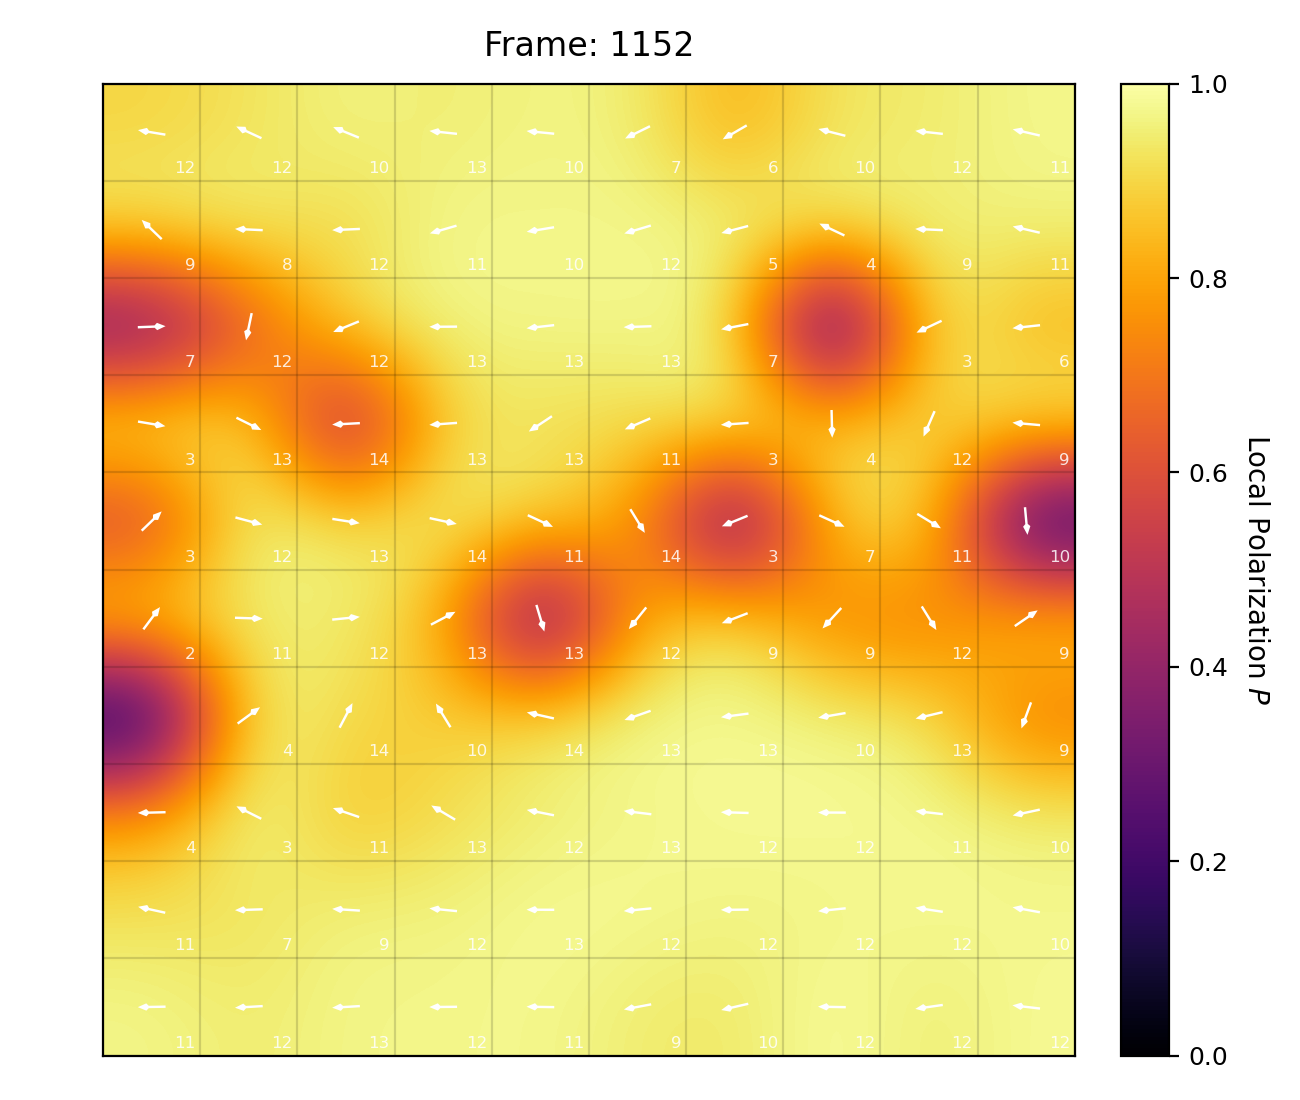 Frame: 1152
12 12 10 13 10 7 6 10 12 11
9 8 12 11 10 12 5 4 9 11
7 12 12 13 13 13 7 3 6
3 13 14 13 13 11 3 4 12 9
3 12 13 14 11 14 3 7 11 10
2 11 12 13 13 12 9 9 12 9
4 14 10 14 13 13 10 13 9
4 3 11 13 12 13 12 12 11 10
11 7 9 12 13 12 12 12 12 10
11 12 13 12 11 9 10 12 12 12
1.0
0.8
0.6
0.4
0.2
0.0
Local Polarization P